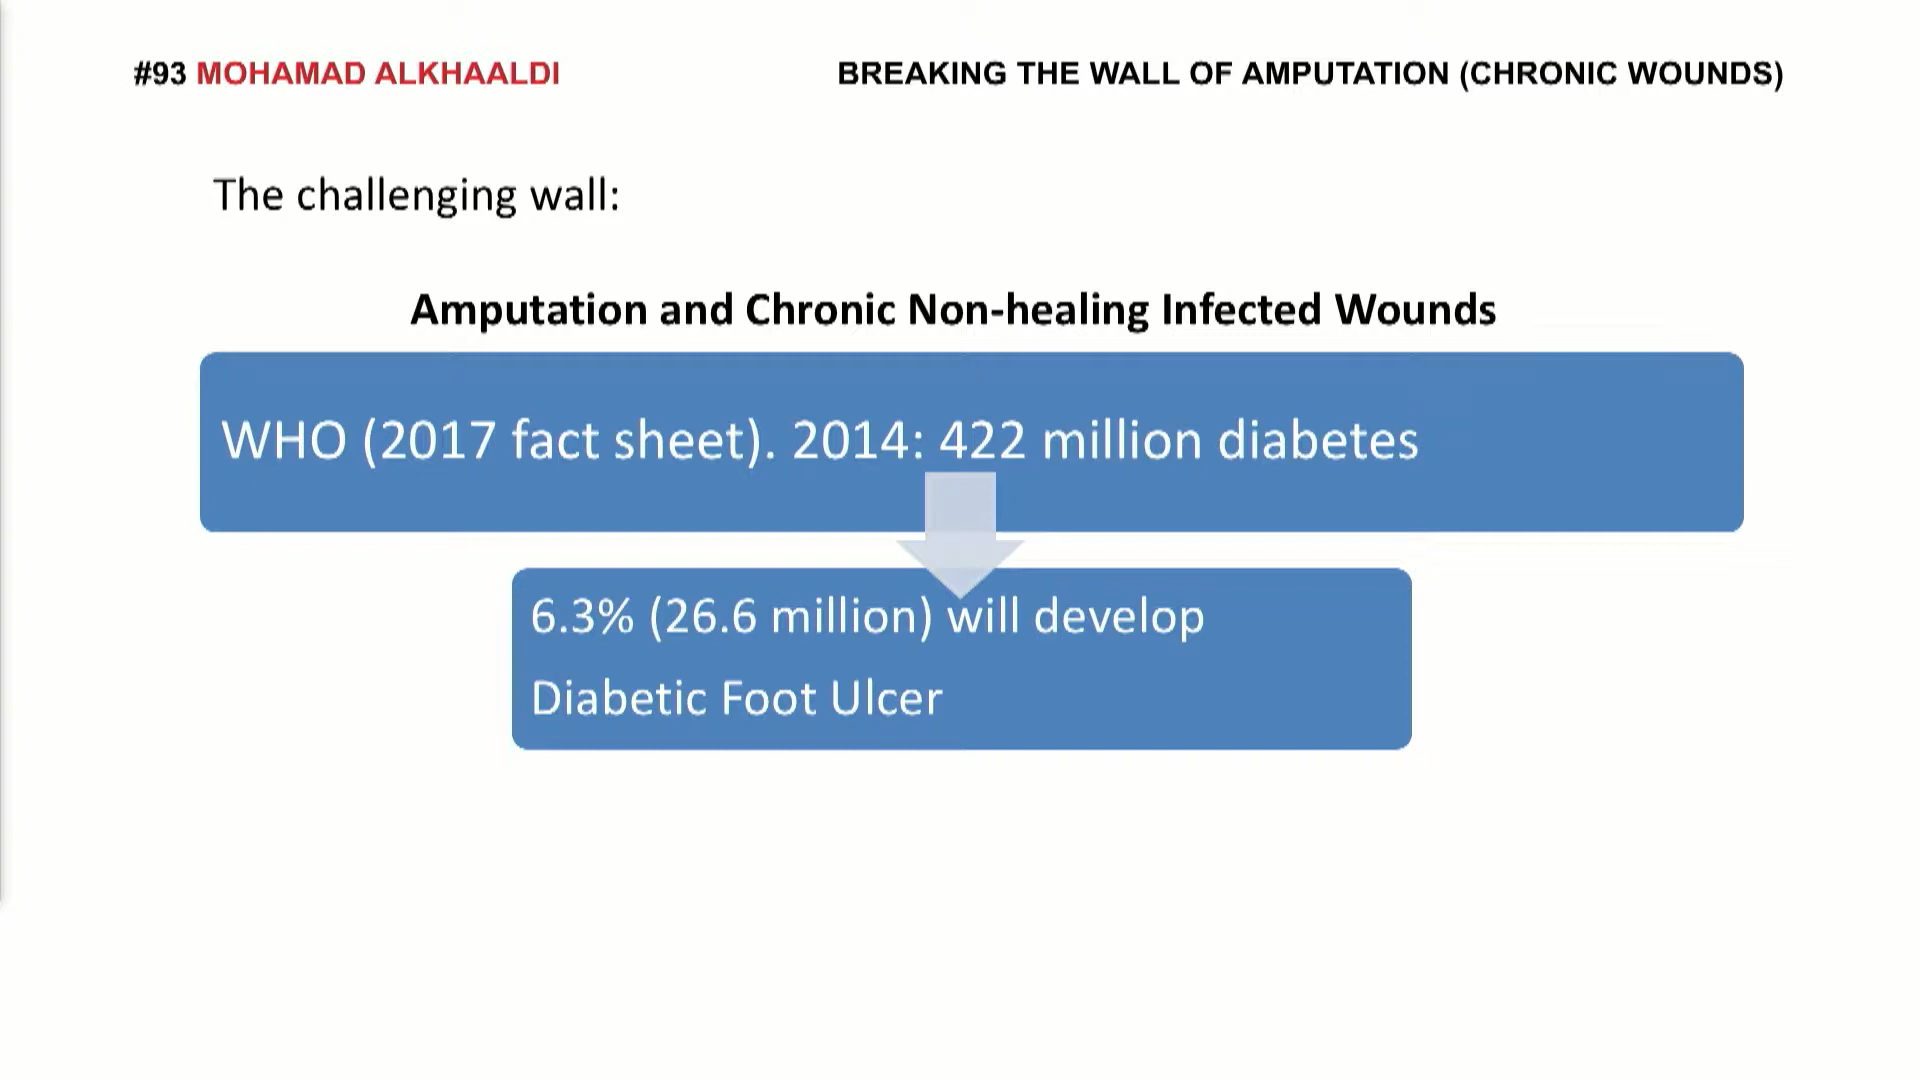 #93 MOHAMAD ALKHAALDI
BREAKING THE WALL OF AMPUTATION (CHRONIC WOUNDS)
The challenging wall:
Amputation and Chronic Non-healing Infected Wounds
WHO (2017 fact sheet). 2014: 422 million diabetes
6.3% (26.6 million) will develop
Diabetic Foot Ulcer